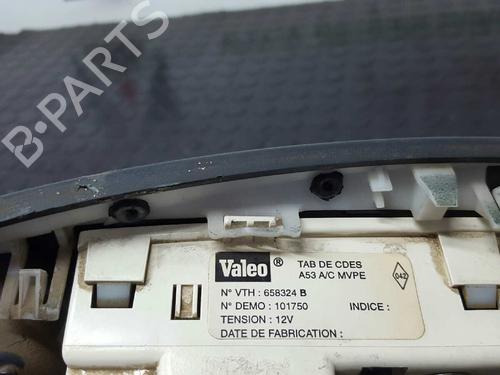 B-PARTS
Valeo ®
TAB DE CDES
A53 A/C MVPE
042
N° VTH : 658324 B
N° DEMO : 101750
INDICE :
TENSION : 12V
DATE DE FABRICATION :